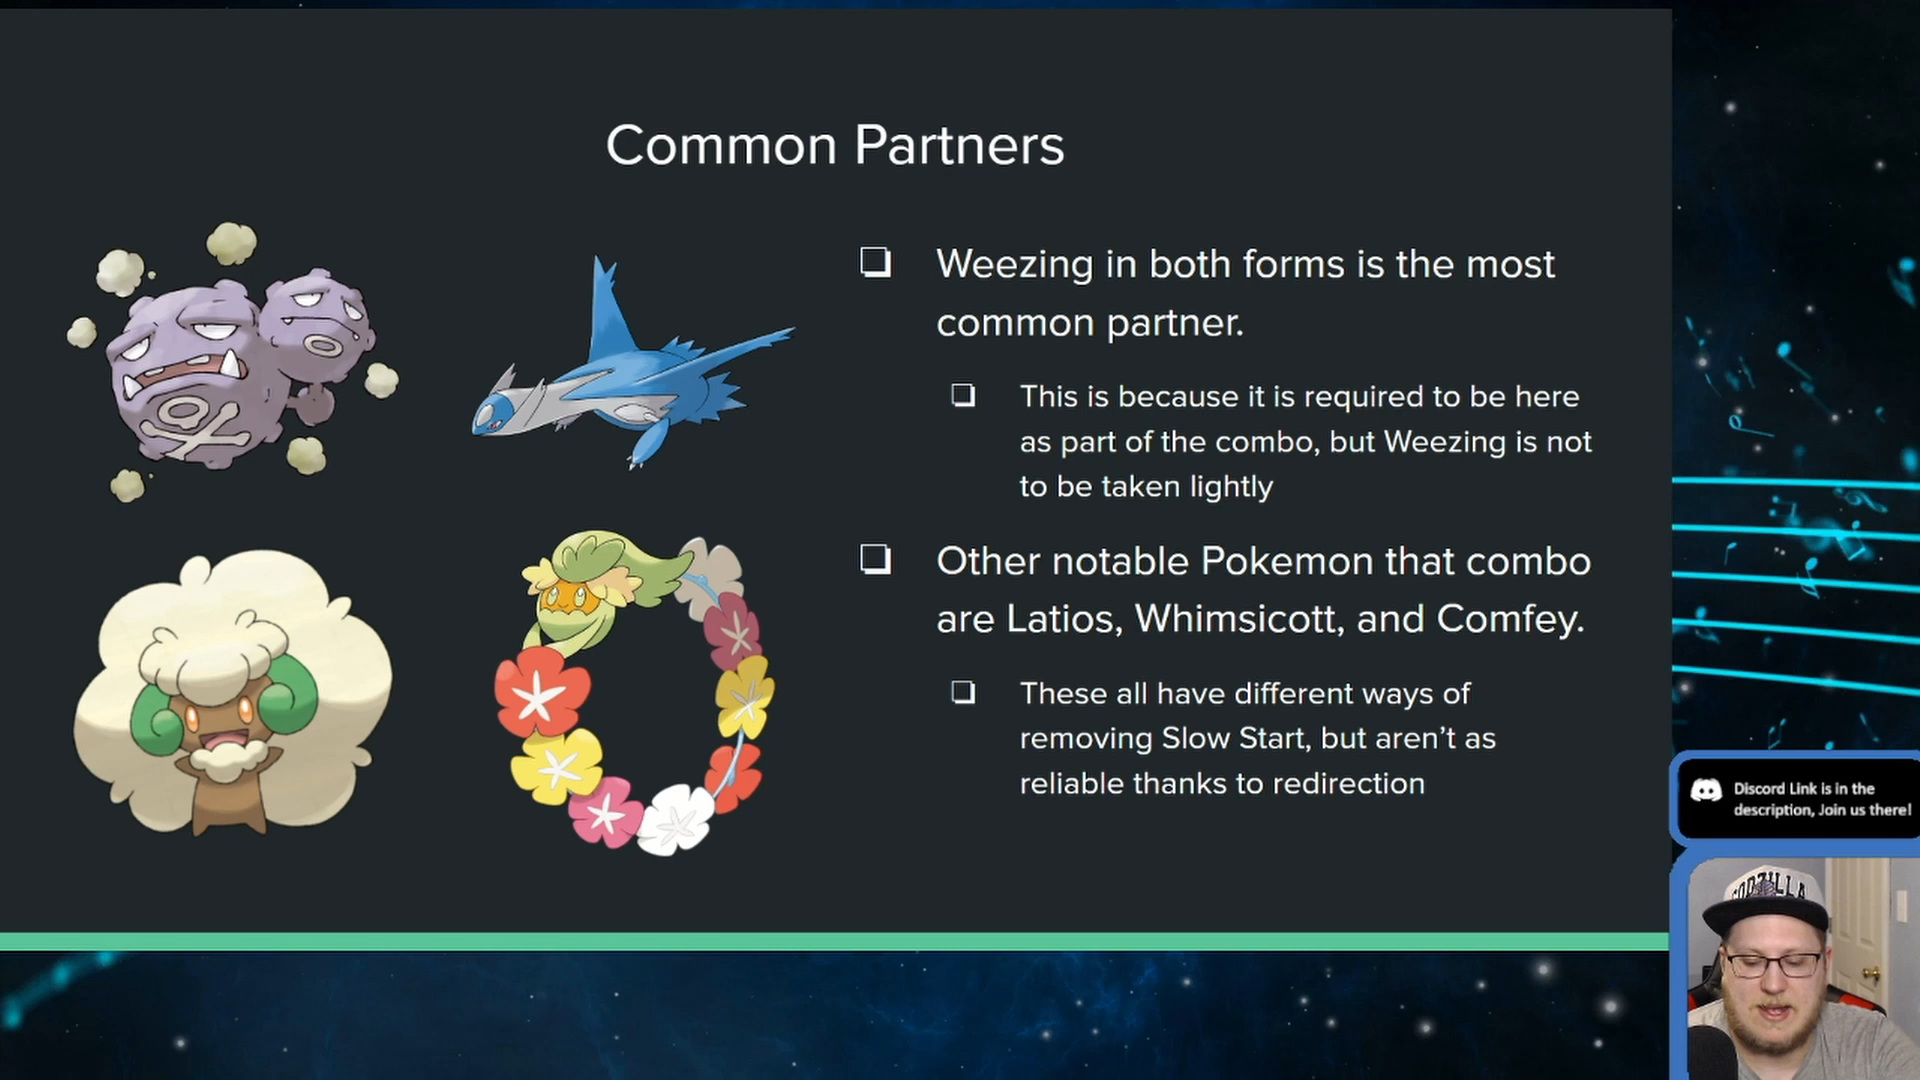 Common Partners
Weezing in both forms is the most
common partner.
This is because it is required to be here
as part of the combo, but Weezing is not
to be taken lightly
Other notable Pokemon that combo
are Latios, Whimsicott, and Comfey.
These all have different ways of
removing Slow Start, but aren’t as
reliable thanks to redirection
Discord Link is in the
description, Join us there!
GODZILLA